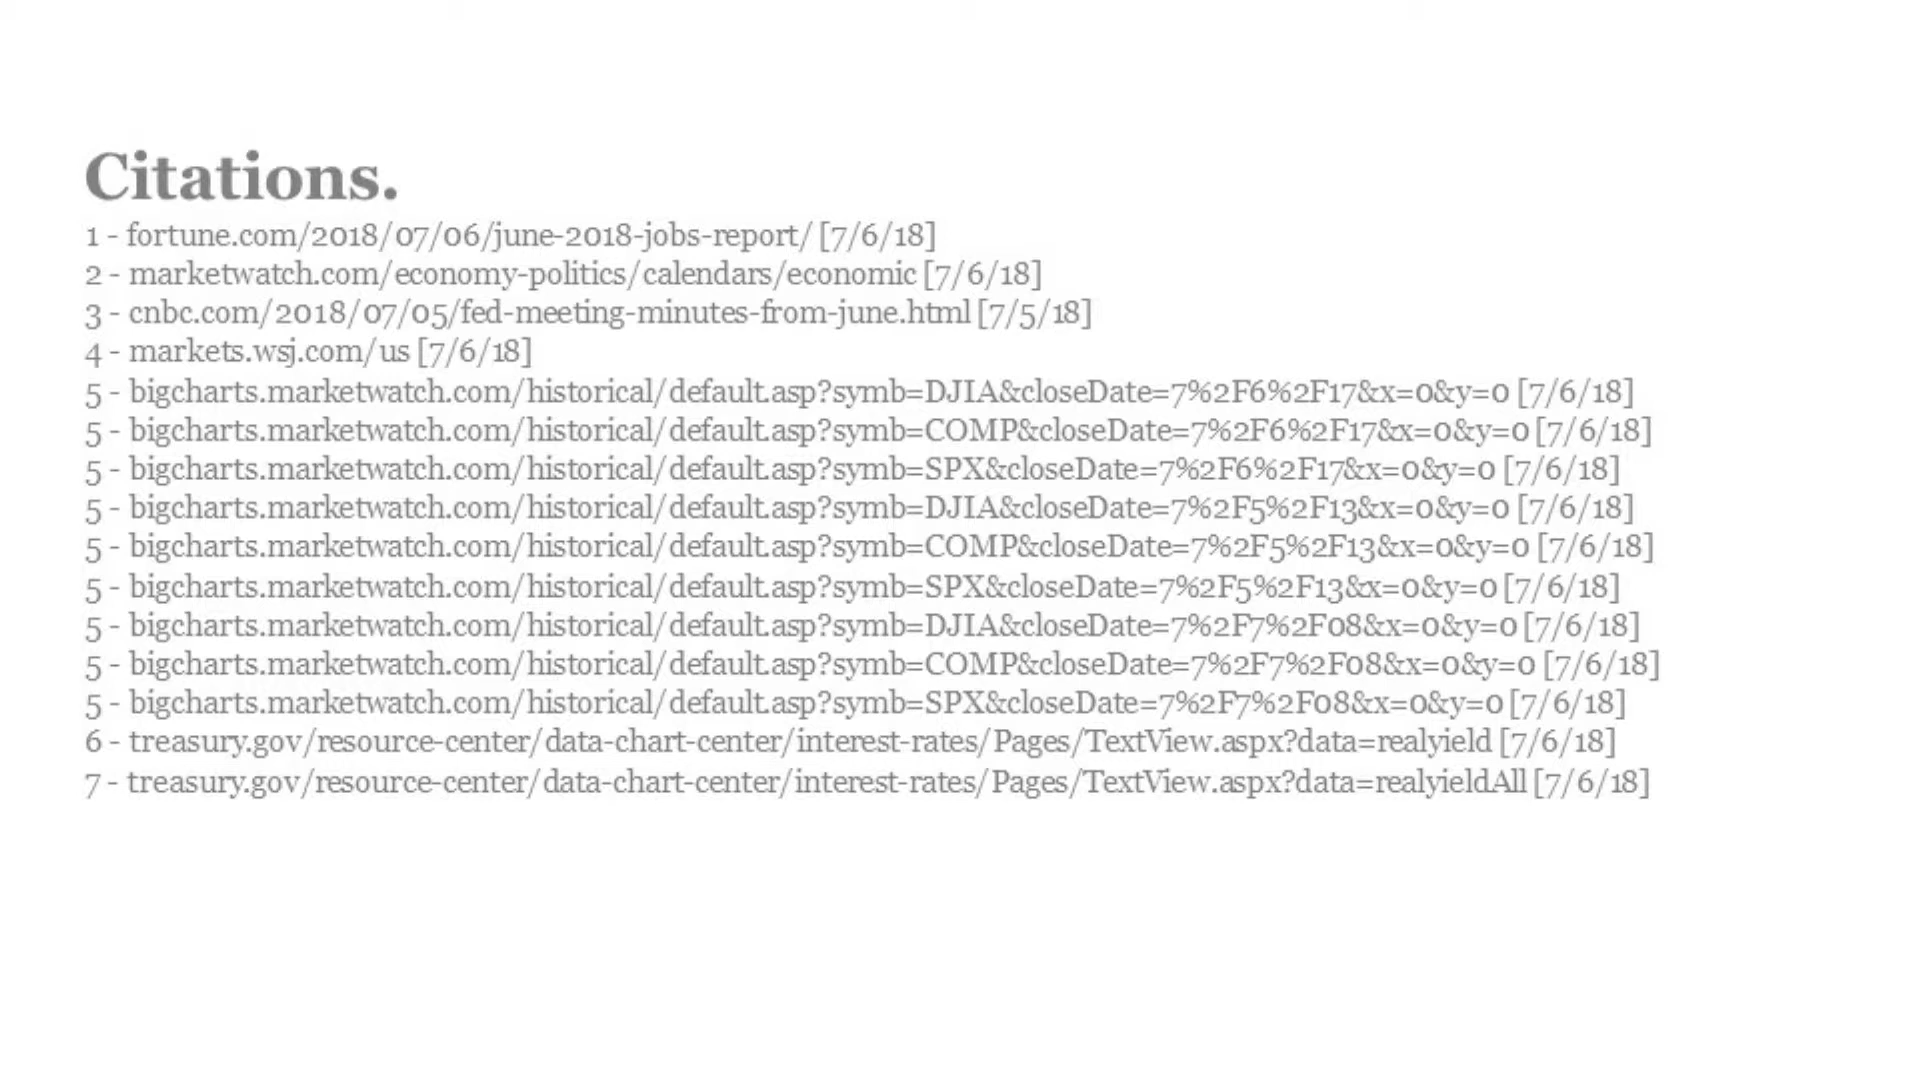 Citations.
1 - fortune.com/2018/07/06/june-2018-jobs-report/ [7/6/18]
2 - marketwatch.com/economy-politics/calendars/economic [7/6/18]
3 - cnbc.com/2018/07/05/fed-meeting-minutes-from-june.html [7/5/18]
4 - markets.wsj.com/us [7/6/18]
5 - bigcharts.marketwatch.com/historical/default.asp?symb=DJIA&closeDate=7%2F6%2F17&x=0&y=0 [7/6/18]
5 - bigcharts.marketwatch.com/historical/default.asp?symb=COMP&closeDate=7%2F6%2F17&x=0&y=0 [7/6/18]
5 - bigcharts.marketwatch.com/historical/default.asp?symb=SPX&closeDate=7%2F6%2F17&x=0&y=0 [7/6/18]
5 - bigcharts.marketwatch.com/historical/default.asp?symb=DJIA&closeDate=7%2F5%2F13&x=0&y=0 [7/6/18]
5 - bigcharts.marketwatch.com/historical/default.asp?symb=COMP&closeDate=7%2F5%2F13&x=0&y=0 [7/6/18]
5 - bigcharts.marketwatch.com/historical/default.asp?symb=SPX&closeDate=7%2F5%2F13&x=0&y=0 [7/6/18]
5 - bigcharts.marketwatch.com/historical/default.asp?symb=DJIA&closeDate=7%2F7%2F08&x=0&y=0 [7/6/18]
5 - bigcharts.marketwatch.com/historical/default.asp?symb=COMP&closeDate=7%2F7%2F08&x=0&y=0 [7/6/18]
5 - bigcharts.marketwatch.com/historical/default.asp?symb=SPX&closeDate=7%2F7%2F08&x=0&y=0 [7/6/18]
6 - treasury.gov/resource-center/data-chart-center/interest-rates/Pages/TextView.aspx?data=realyield [7/6/18]
7 - treasury.gov/resource-center/data-chart-center/interest-rates/Pages/TextView.aspx?data=realyieldAll [7/6/18]